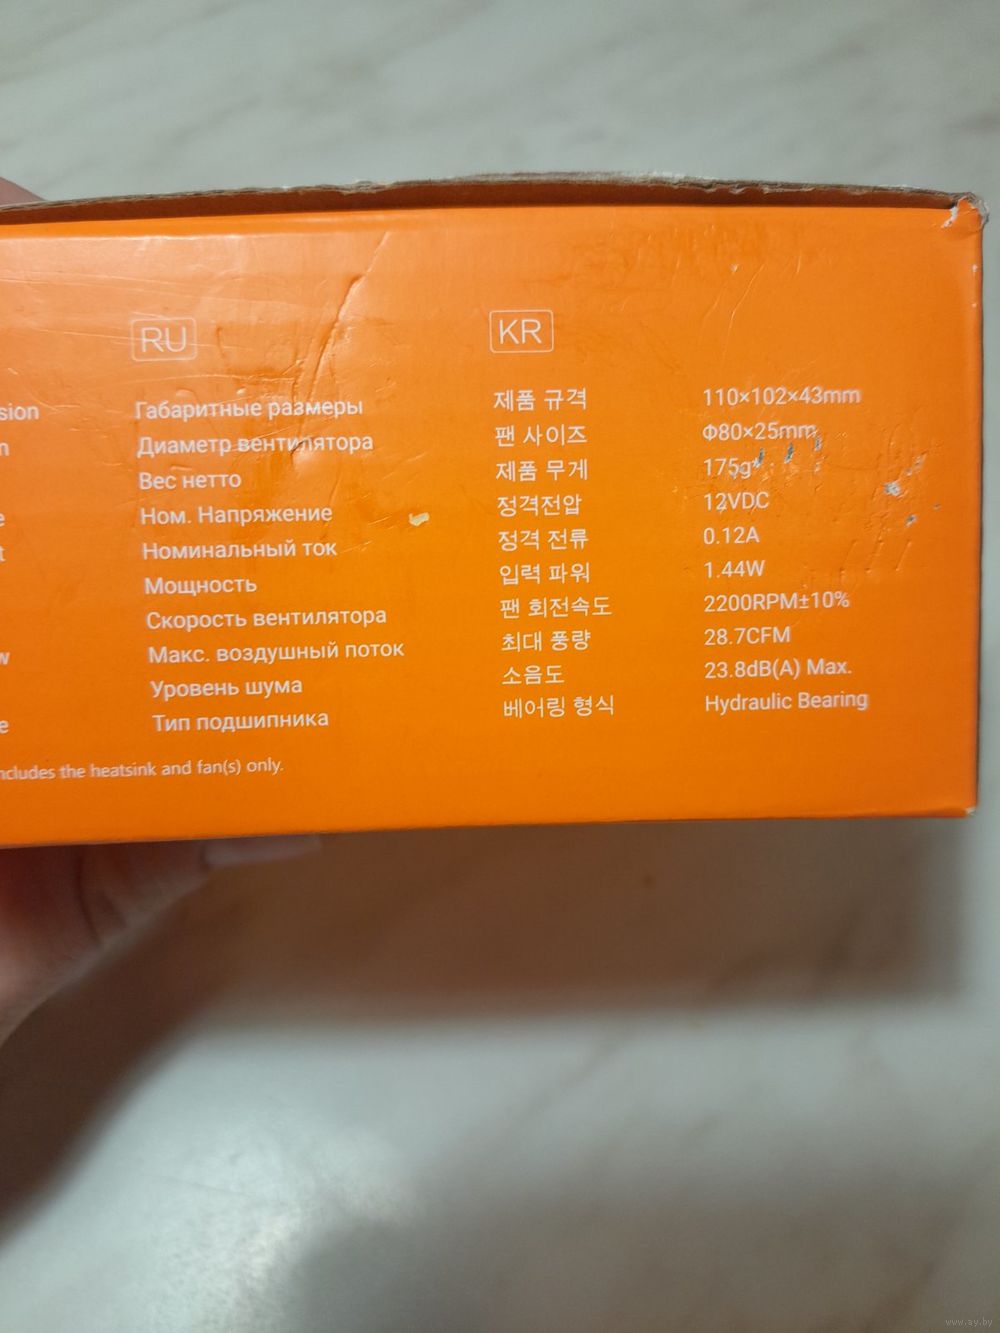 RU KR
sion Габаритные размеры 제품 규격 110×102×43mm
n Диаметр вентилятора 팬 사이즈 Φ80×25mm
Вес нетто 제품 무게 175g*
e Ном. Напряжение 정격전압 12VDC
t Номинальный ток 정격 전류 0.12A
Мощность 입력 파워 1.44W
Скорость вентилятора 팬 회전속도 2200RPM±10%
w Макс. воздушный поток 최대 풍량 28.7CFM
Уровень шума 소음도 23.8dB(A) Max.
e Тип подшипника 베어링 형식 Hydraulic Bearing
ncludes the heatsink and fan(s) only.
www.ay.by